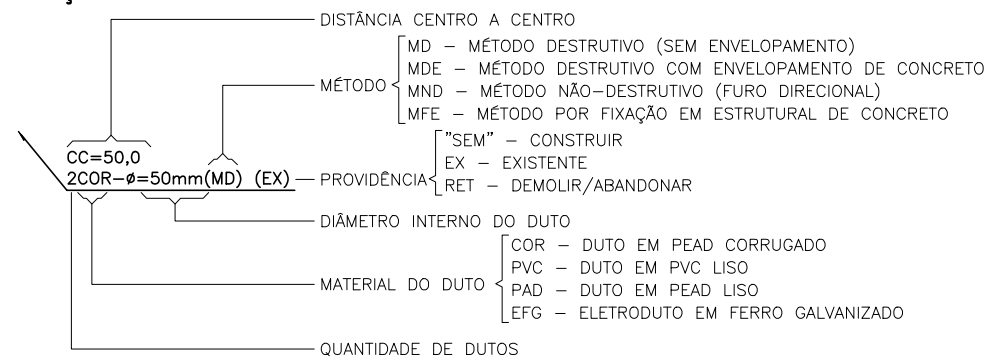 DISTÂNCIA CENTRO A CENTRO
MD – MÉTODO DESTRUTIVO (SEM ENVELOPAMENTO)
MDE – MÉTODO DESTRUTIVO COM ENVELOPAMENTO DE CONCRETO
MÉTODO
MND – MÉTODO NÃO-DESTRUTIVO (FURO DIRECIONAL)
MFE – MÉTODO POR FIXAÇÃO EM ESTRUTURAL DE CONCRETO
"SEM" – CONSTRUIR
CC=50,0
EX – EXISTENTE
2COR-ø=50mm(MD) (EX)
PROVIDÊNCIA
RET – DEMOLIR/ABANDONAR
DIÂMETRO INTERNO DO DUTO
COR – DUTO EM PEAD CORRUGADO
PVC – DUTO EM PVC LISO
MATERIAL DO DUTO
PAD – DUTO EM PEAD LISO
EFG – ELETRODUTO EM FERRO GALVANIZADO
QUANTIDADE DE DUTOS